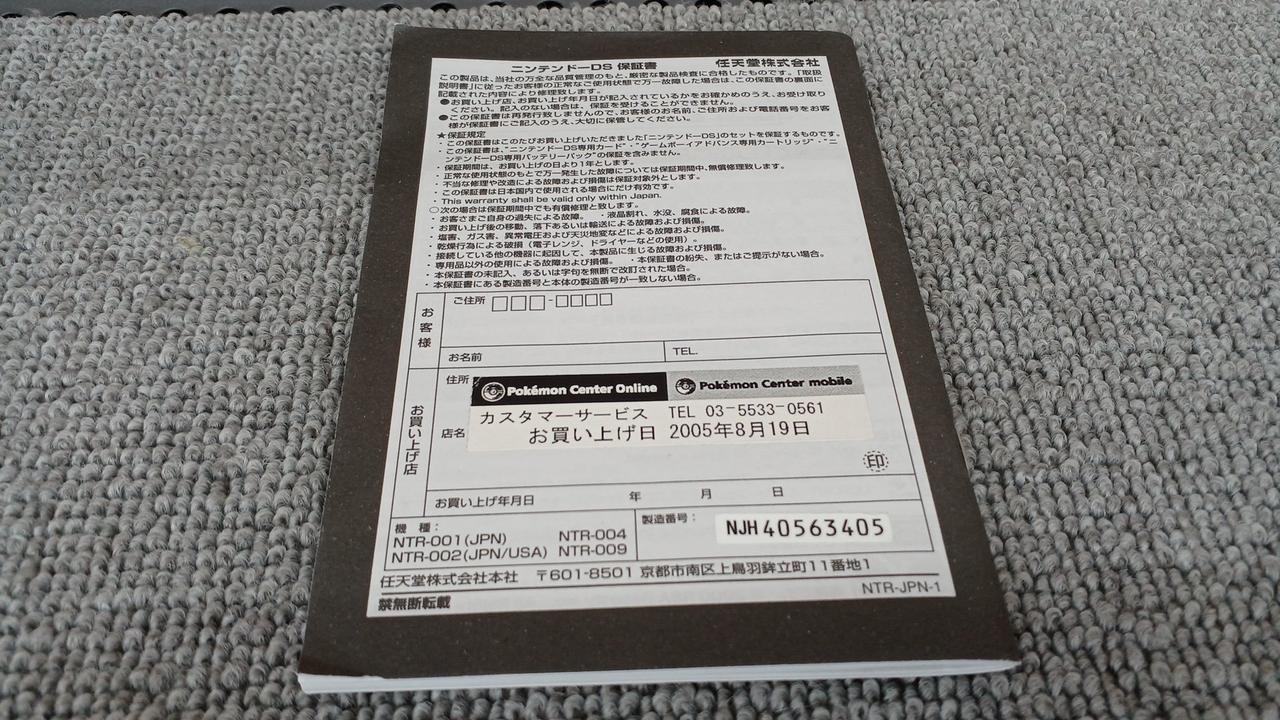 ニンテンドーDS 保証書 任天堂株式会社
この製品は、当社の万全な品質管理のもと、厳密な製品検査に合格したものです。「取扱
説明書」に従ったお客様の正常なご使用状態で万一故障した場合は、この保証書の裏面に
記載された内容により修理致します。
●お買い上げ店、お買い上げ年月日が記入されているかをお確かめのうえ、お受け取り
ください。記入のない場合は、保証を受けることができません。
●この保証書は再発行致しませんので、お客様のお名前、ご住所および電話番号をお客
様が保証書にご記入のうえ、大切に保管してください。
★保証規定
・この保証書はこのたびお買い上げいただきました「ニンテンドーDS」のセットを保証するものです。
・この保証書は、"ニンテンドーDS専用カード"・"ゲームボーイアドバンス専用カートリッジ"・"ニ
ンテンドーDS専用バッテリーパック"の保証を含みません。
・保証期間は、お買い上げの日より1年とします。
・正常な使用状態のもとで万一発生した故障については保証期間中、無償修理致します。
・不当な修理や改造による故障および損傷は保証対象外とします。
・この保証書は日本国内で使用される場合にだけ有効です。
・This warranty shall be valid only within Japan.
○次の場合は保証期間中でも有償修理と致します。
・お客さまご自身の過失による故障。 ・液晶割れ、水没、腐食による故障。
・お買い上げ後の移動、落下あるいは輸送による故障および損傷。
・塩害、ガス害、異常電圧および天災地変などによる故障および損傷。
・乾燥行為による破損（電子レンジ、ドライヤーなどの使用）。
・接続している他の機器に起因して、本製品に生じる故障および損傷。
・専用品以外の使用による故障および損傷。 ・本保証書の紛失、またはご提示がない場合。
・本保証書の未記入、あるいは字句を無断で改訂された場合。
・本保証書にある製造番号と本体の製造番号が一致しない場合。
お客様
ご住所 □□□-□□□□
お名前 TEL.
お買い上げ店
住所
Pokémon Center Online Pokémon Center mobile
カスタマーサービス TEL 03-5533-0561
店名
お買い上げ日 2005年8月19日
印
お買い上げ年月日 年 月 日
機種：
NTR-001(JPN) NTR-004
NTR-002(JPN/USA) NTR-009
製造番号： NJH40563405
任天堂株式会社本社 〒601-8501 京都市南区上鳥羽鉾立町11番地1
禁無断転載 NTR-JPN-1